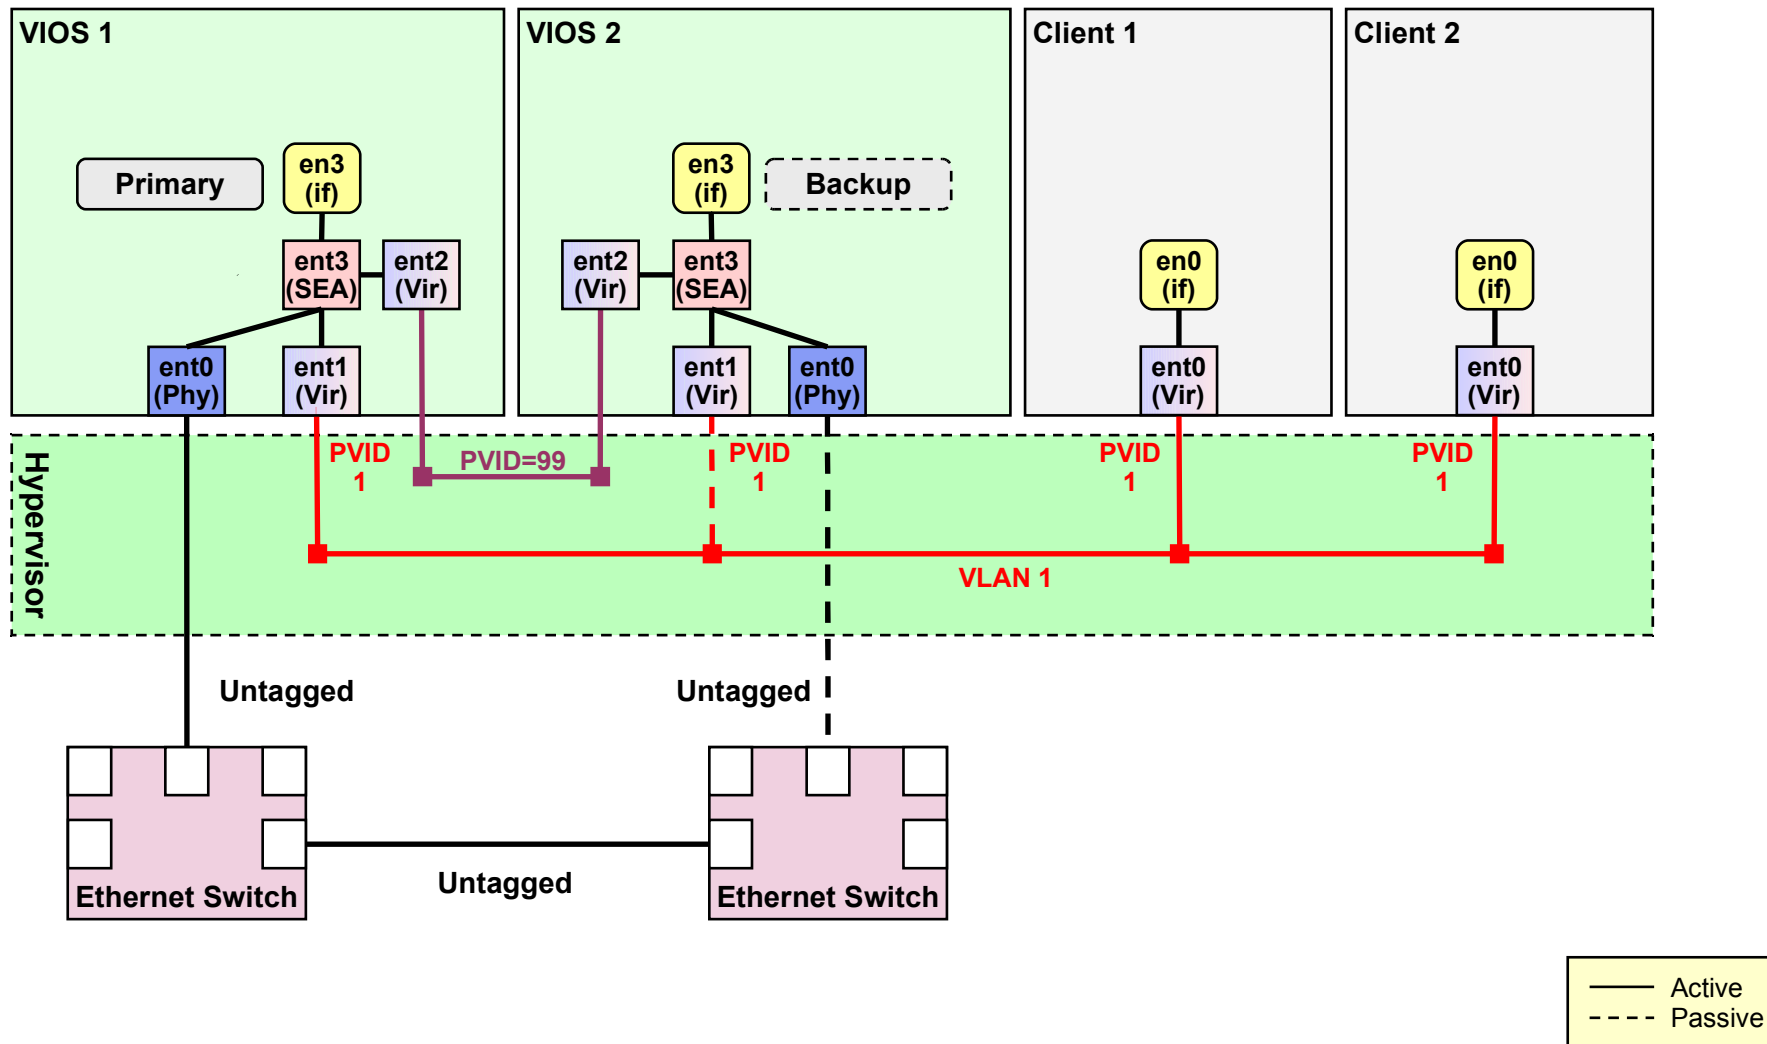 VIOS 1
VIOS 2
Client 1
Client 2
Primary
en3
(if)
en3
(if)
Backup
ent3
(SEA)
ent2
(Vir)
ent2
(Vir)
ent3
(SEA)
en0
(if)
en0
(if)
ent0
(Phy)
ent1
(Vir)
ent1
(Vir)
ent0
(Phy)
ent0
(Vir)
ent0
(Vir)
Hypervisor
PVID
1
PVID=99
PVID
1
PVID
1
PVID
1
VLAN 1
Untagged
Untagged
Untagged
Ethernet Switch
Ethernet Switch
Active
Passive